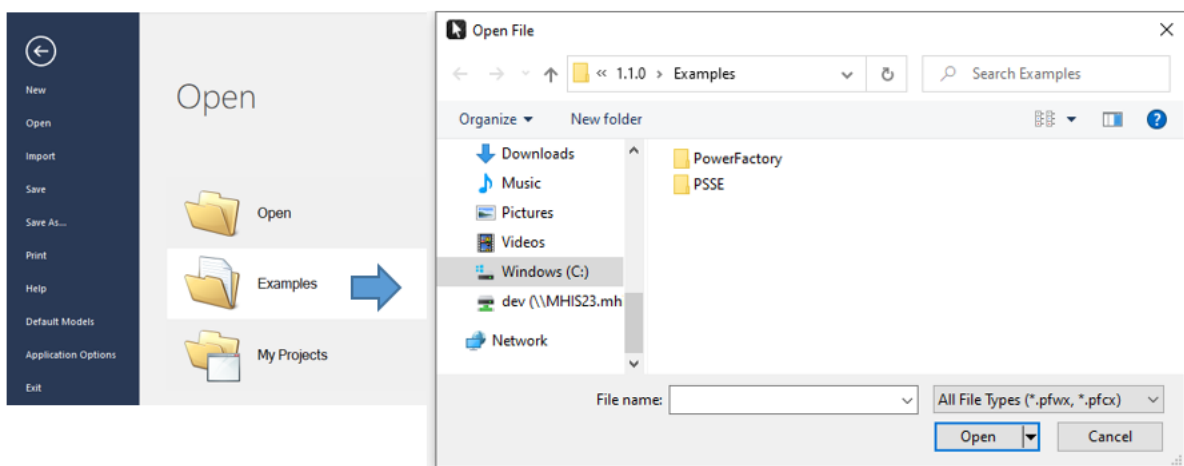 New
Open
Import
Save
Save As...
Print
Help
Default Models
Application Options
Exit
Open
Open
Examples
My Projects
Open File
« 1.1.0 > Examples
Search Examples
Organize
New folder
Downloads
Music
Pictures
Videos
Windows (C:)
dev (\\MHIS23.mh
Network
PowerFactory
PSSE
File name:
All File Types (*.pfwx, *.pfcx)
Open
Cancel